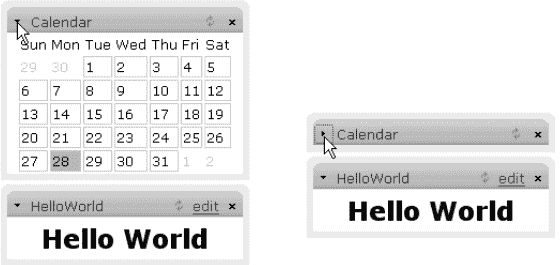 Calendar
Sun Mon Tue Wed Thu Fri Sat
29 30 1 2 3 4 5
6 7 8 9 10 11 12
13 14 15 16 17 18 19
20 21 22 23 24 25 26
27 28 29 30 31 1 2
HelloWorld edit
Hello World
Calendar
HelloWorld edit
Hello World